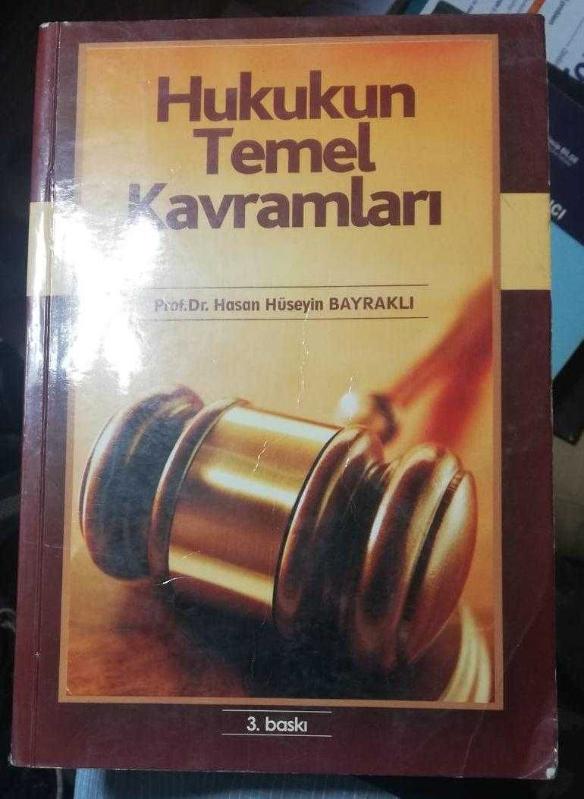 Hukukun
Temel
Kavramları
Prof.Dr. Hasan Hüseyin BAYRAKLI
3. baskı